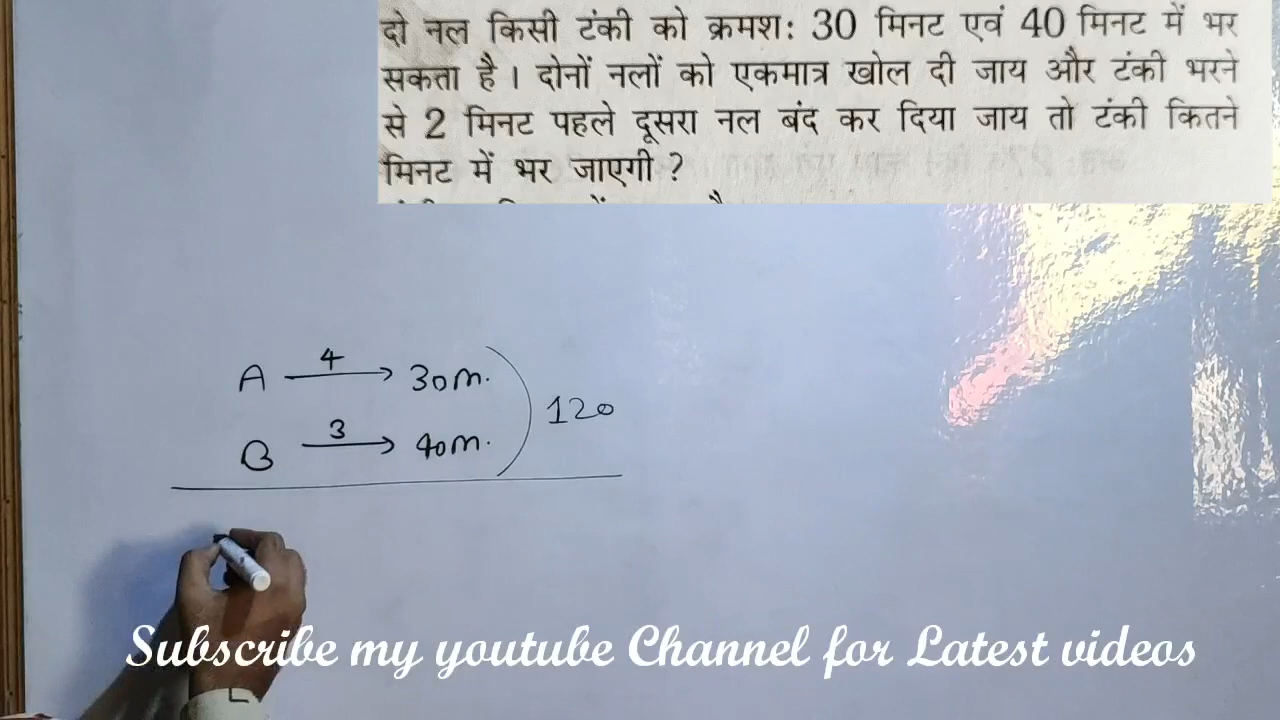 दो नल किसी टंकी को क्रमश: 30 मिनट एवं 40 मिनट में भर
सकता है । दोनों नलों को एकमात्र खोल दी जाय और टंकी भरने
से 2 मिनट पहले दूसरा नल बंद कर दिया जाय तो टंकी कितने
मिनट में भर जाएगी ?
A 4 → 30m.
B 3 → 40m.
120
Subscribe my youtube Channel for Latest videos